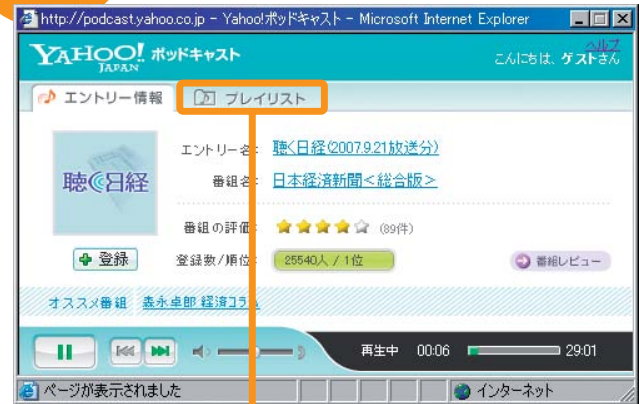 http://podcast.yahoo.co.jp - Yahoo!ポッドキャスト - Microsoft Internet Explorer
YAHOO! ポッドキャスト
JAPAN
ヘルプ
こんにちは、ゲストさん
エントリー情報
プレイリスト
聴く日経
エントリー名: 聴く日経(2007.9.21放送分)
番組名: 日本経済新聞<総合版>
番組の評価: ★★★★☆ (89件)
登録
登録数/順位: 25540人 / 1位
番組レビュー
オススメ番組 森永卓郎 経済コラム
再生中 00:06 29:01
ページが表示されました
インターネット